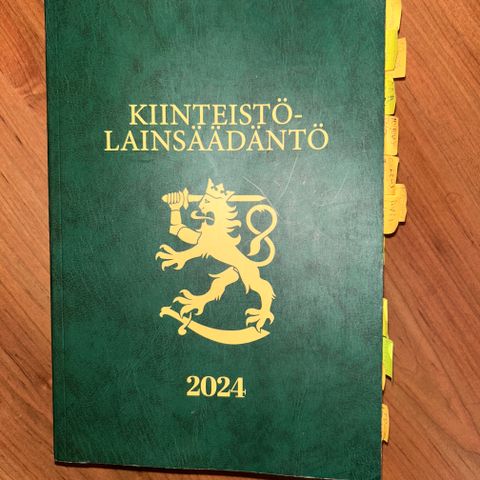 KIINTEISTÖ-
LAINSÄÄDÄNTÖ
2024